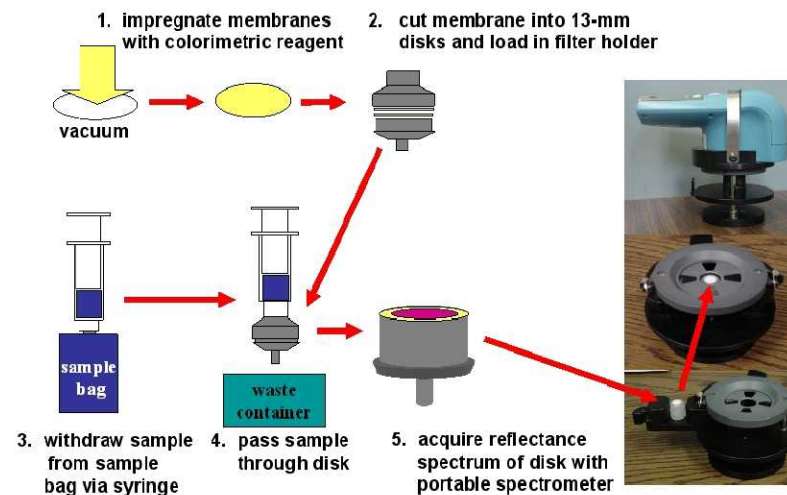 1. impregnate membranes
with colorimetric reagent
2. cut membrane into 13-mm
disks and load in filter holder
vacuum
sample
bag
waste
container
3. withdraw sample
from sample
bag via syringe
4. pass sample
through disk
5. acquire reflectance
spectrum of disk with
portable spectrometer